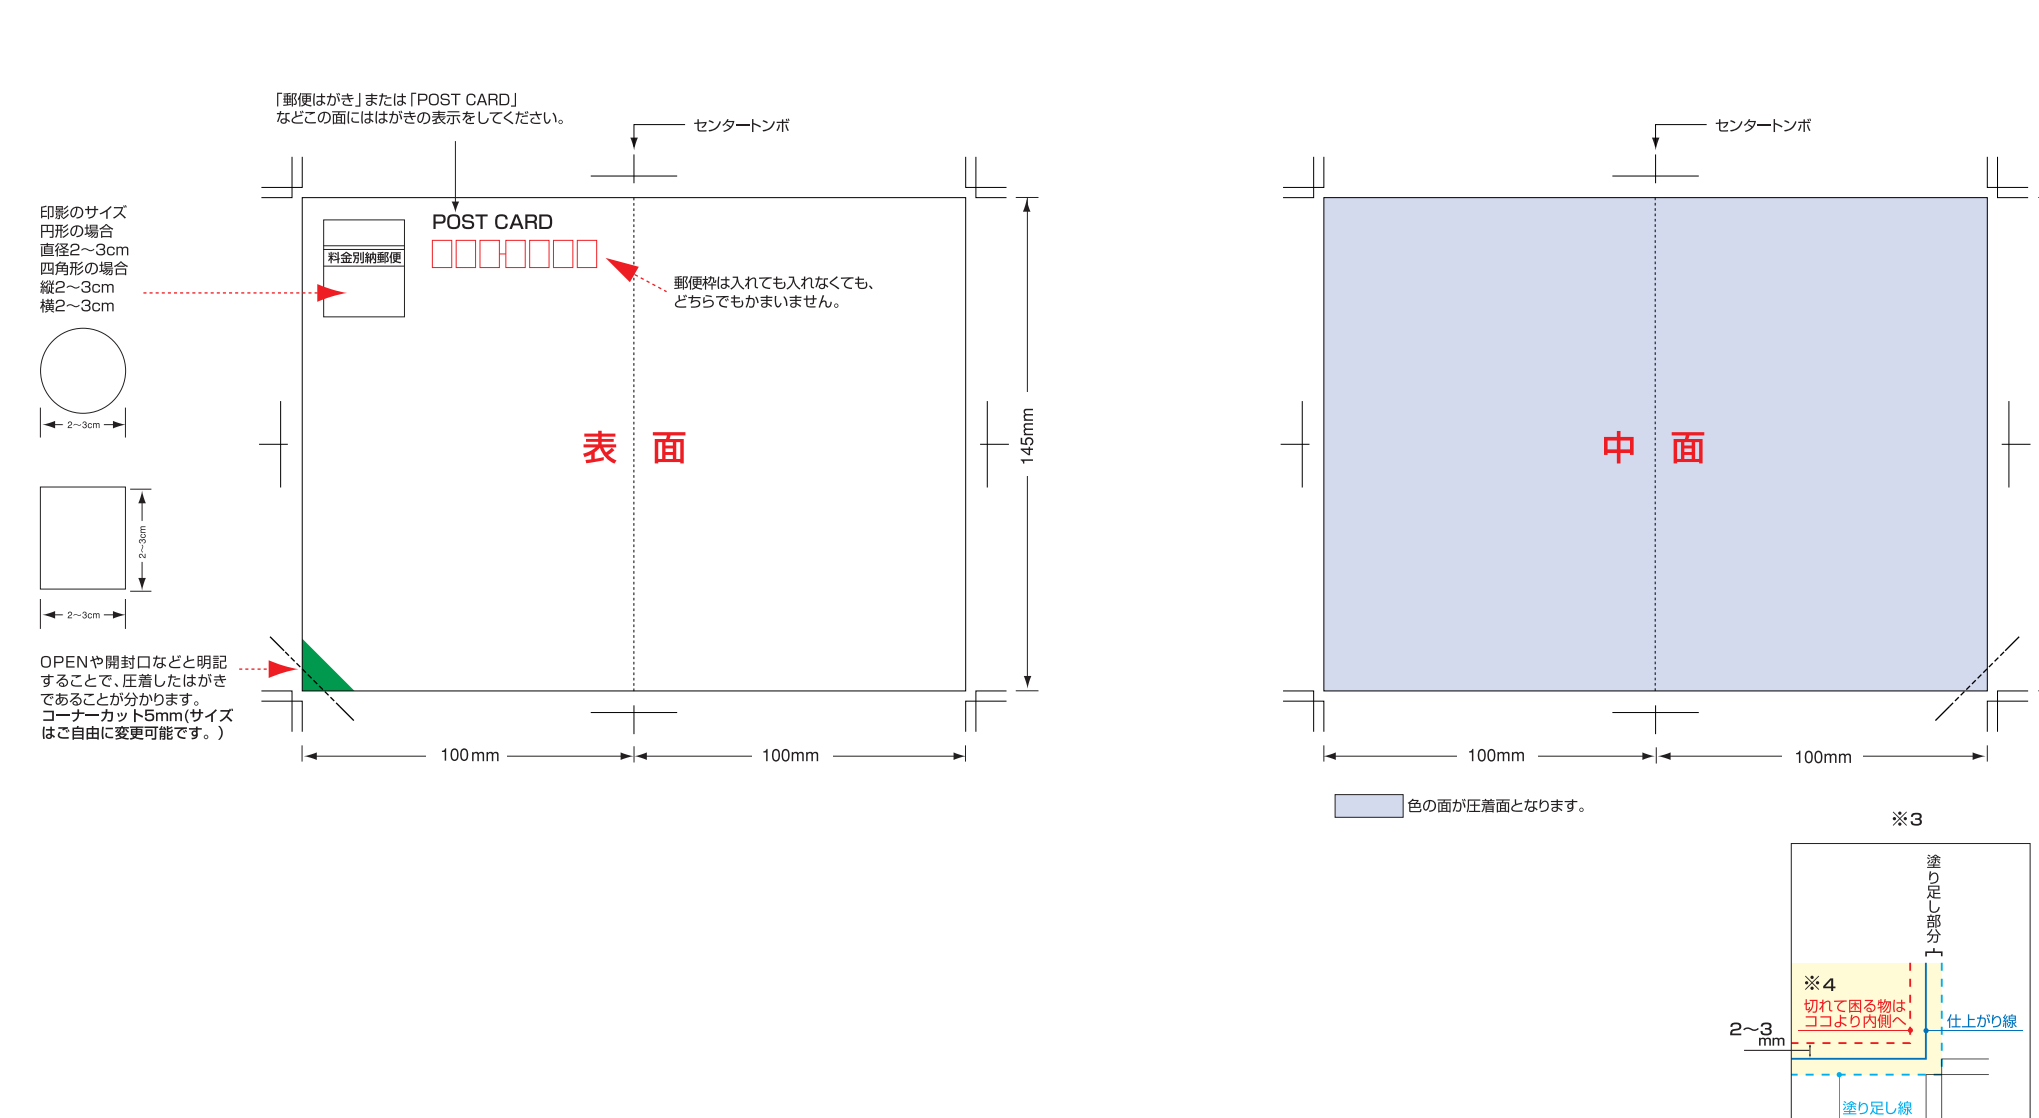 「郵便はがき」または「POST CARD」
などこの面にははがきの表示をしてください。
センタートンボ
センタートンボ
印影のサイズ
円形の場合
直径2〜3cm
四角形の場合
縦2〜3cm
横2〜3cm
POST CARD
料金別納郵便
郵便枠は入れても入れなくても、
どちらでもかまいません。
2〜3cm
表 面
145mm
中 面
2〜3cm
2〜3cm
OPENや開封口などと明記
することで、圧着したはがき
であることが分かります。
コーナーカット5mm(サイズ
はご自由に変更可能です。)
100mm
100mm
100mm
100mm
色の面が圧着面となります。
※3
塗り足し部分
※4
切れて困る物は
ココより内側へ
仕上がり線
2〜3
mm
塗り足し線